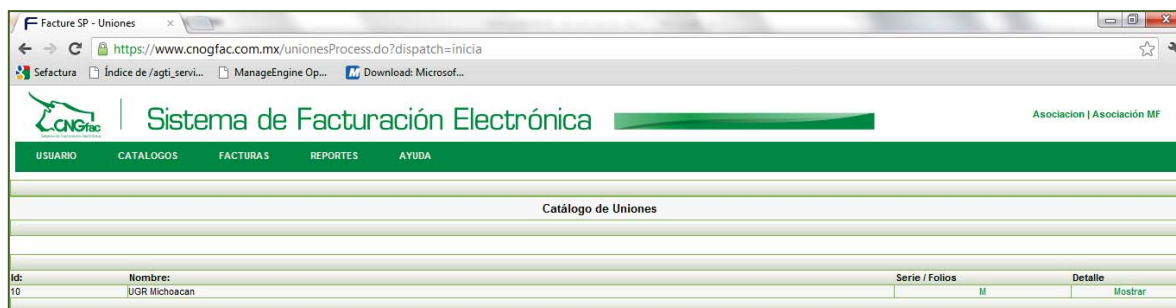 Facture SP - Uniones
https://www.cnogfac.com.mx/unionesProcess.do?dispatch=inicia
Sefactura Índice de /agti_servi... ManageEngine Op... Download: Microsof...
CNGfac Sistema de Facturación Electrónica Asociacion | Asociación MF
USUARIO CATALOGOS FACTURAS REPORTES AYUDA
Catálogo de Uniones
Id: Nombre: Serie / Folios Detalle
10 UGR Michoacan M Mostrar